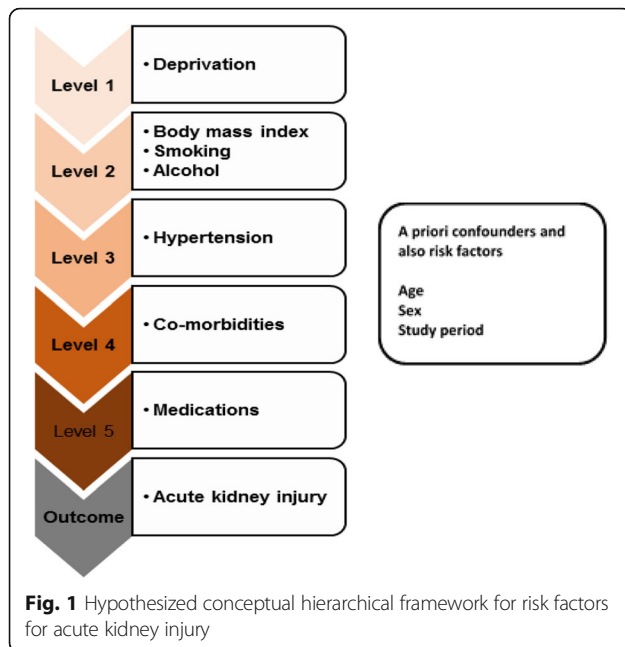 Level 1
• Deprivation
Level 2
• Body mass index
• Smoking
• Alcohol
Level 3
• Hypertension
Level 4
• Co-morbidities
Level 5
• Medications
Outcome
• Acute kidney injury
A priori confounders and
also risk factors
Age
Sex
Study period
Fig. 1 Hypothesized conceptual hierarchical framework for risk factors
for acute kidney injury